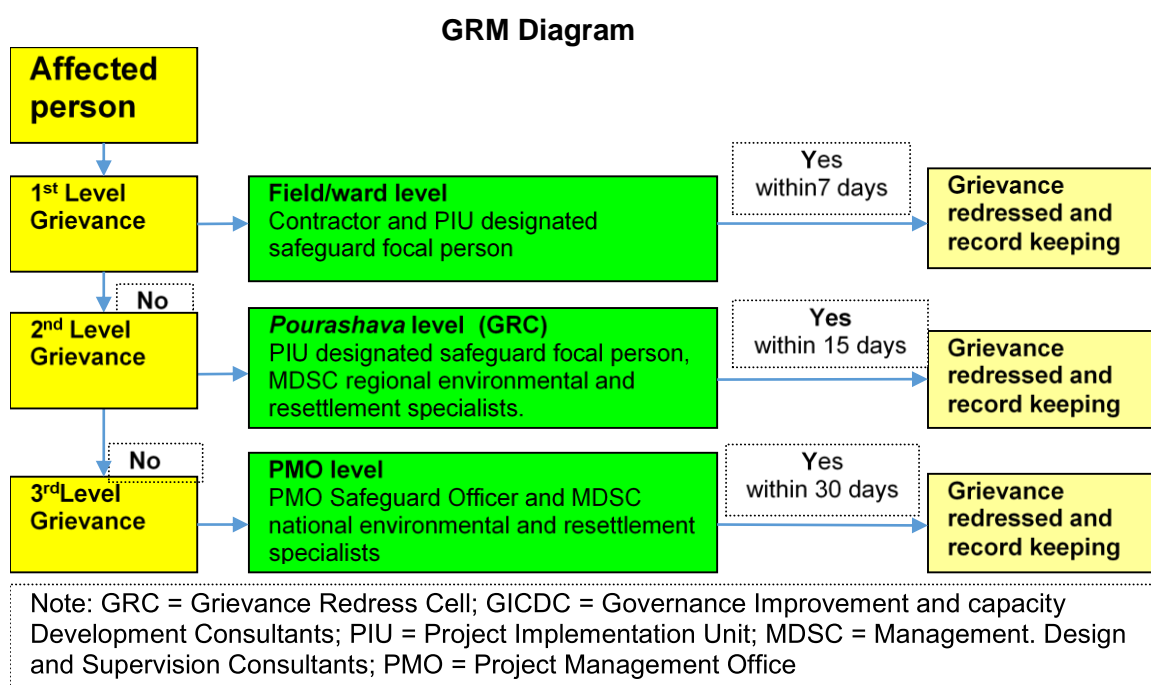 GRM Diagram
Affected
person
1st Level
Grievance
Field/ward level
Contractor and PIU designated
safeguard focal person
Yes
within7 days
Grievance
redressed and
record keeping
No
2nd Level
Grievance
Pourashava level (GRC)
PIU designated safeguard focal person,
MDSC regional environmental and
resettlement specialists.
Yes
within 15 days
Grievance
redressed and
record keeping
No
3rdLevel
Grievance
PMO level
PMO Safeguard Officer and MDSC
national environmental and resettlement
specialists
Yes
within 30 days
Grievance
redressed and
record keeping
Note: GRC = Grievance Redress Cell; GICDC = Governance Improvement and capacity
Development Consultants; PIU = Project Implementation Unit; MDSC = Management. Design
and Supervision Consultants; PMO = Project Management Office